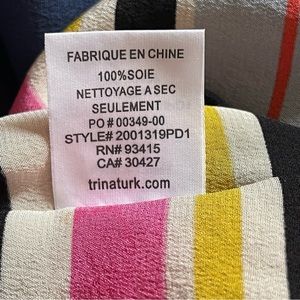 FABRIQUE EN CHINE
100%SOIE
NETTOYAGE A SEC
SEULEMENT
PO # 00349-00
STYLE# 2001319PD1
RN# 93415
CA# 30427
trinaturk.com